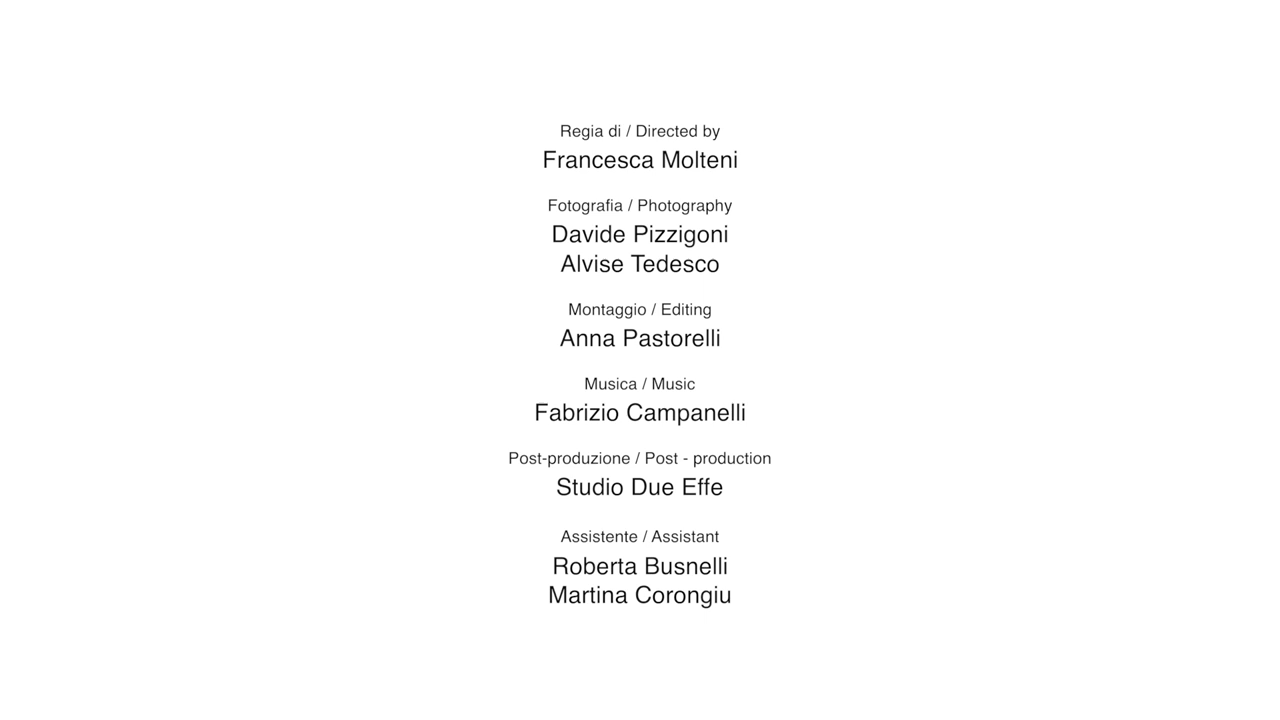 Regia di / Directed by
Francesca Molteni
Fotografia / Photography
Davide Pizzigoni
Alvise Tedesco
Montaggio / Editing
Anna Pastorelli
Musica / Music
Fabrizio Campanelli
Post-produzione / Post - production
Studio Due Effe
Assistente / Assistant
Roberta Busnelli
Martina Corongiu